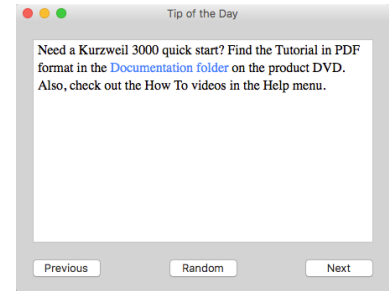 Tip of the Day
Need a Kurzweil 3000 quick start? Find the Tutorial in PDF
format in the Documentation folder on the product DVD.
Also, check out the How To videos in the Help menu.
Previous Random Next